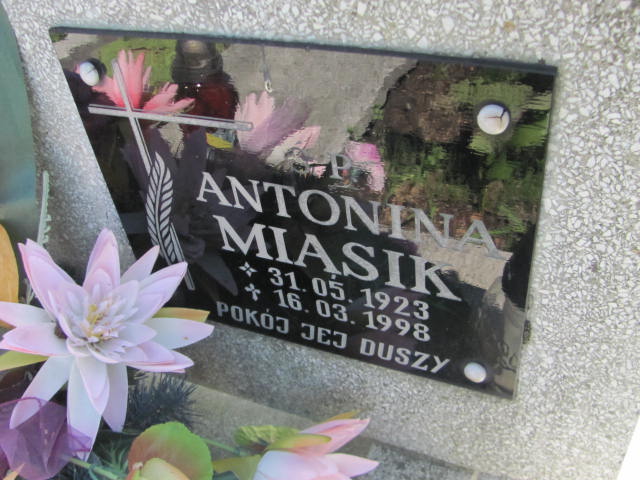 Ś. P.
ANTONINA
MIĄSIK
31. 05. 1923
16. 03. 1998
POKÓJ JEJ DUSZY